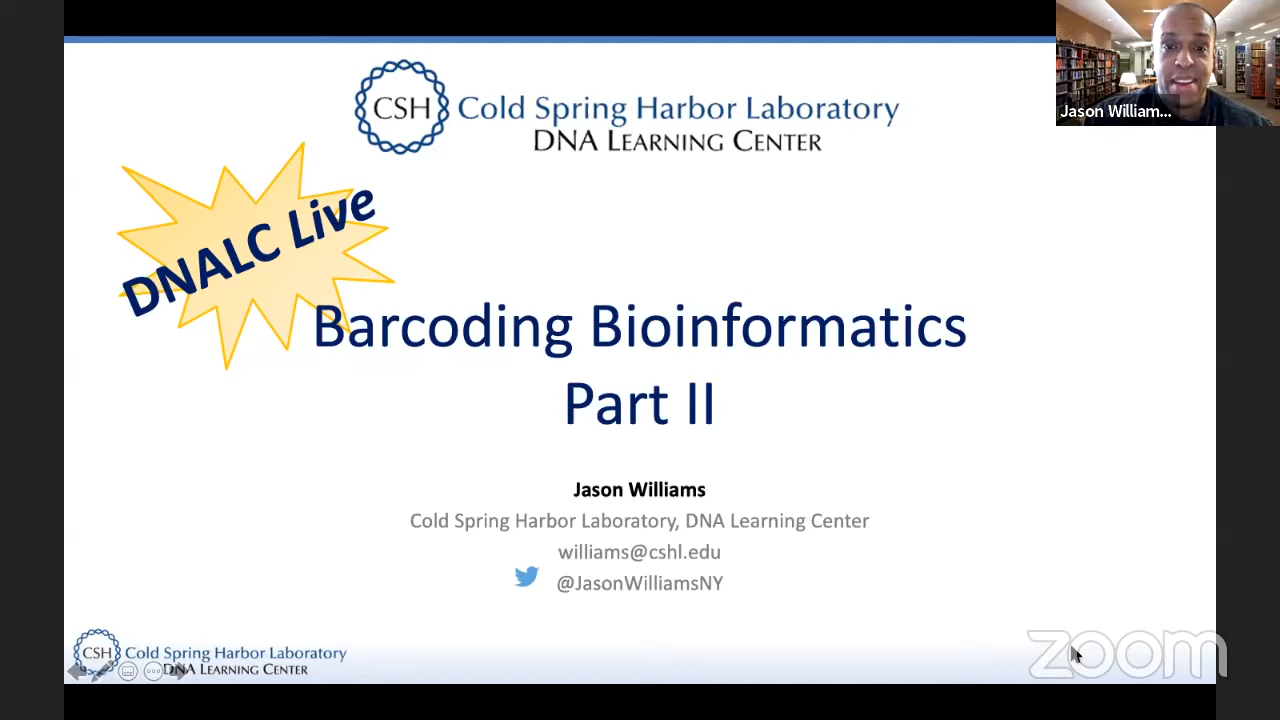 CSH Cold Spring Harbor Laboratory
DNA LEARNING CENTER
Jason William...
DNALC Live
Barcoding Bioinformatics
Part II
Jason Williams
Cold Spring Harbor Laboratory, DNA Learning Center
williams@cshl.edu
@JasonWilliamsNY
CSH Cold Spring Harbor Laboratory
DNA LEARNING CENTER
zoom